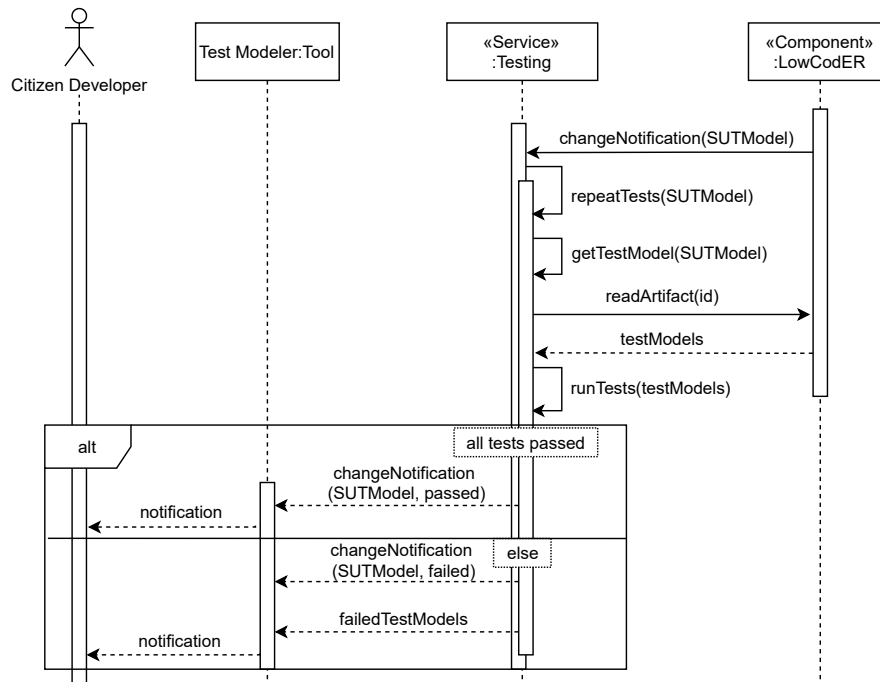 Citizen Developer
Test Modeler:Tool
«Service»
:Testing
«Component»
:LowCodER
changeNotification(SUTModel)
repeatTests(SUTModel)
getTestModel(SUTModel)
readArtifact(id)
testModels
runTests(testModels)
alt
all tests passed
changeNotification
(SUTModel, passed)
notification
else
changeNotification
(SUTModel, failed)
failedTestModels
notification